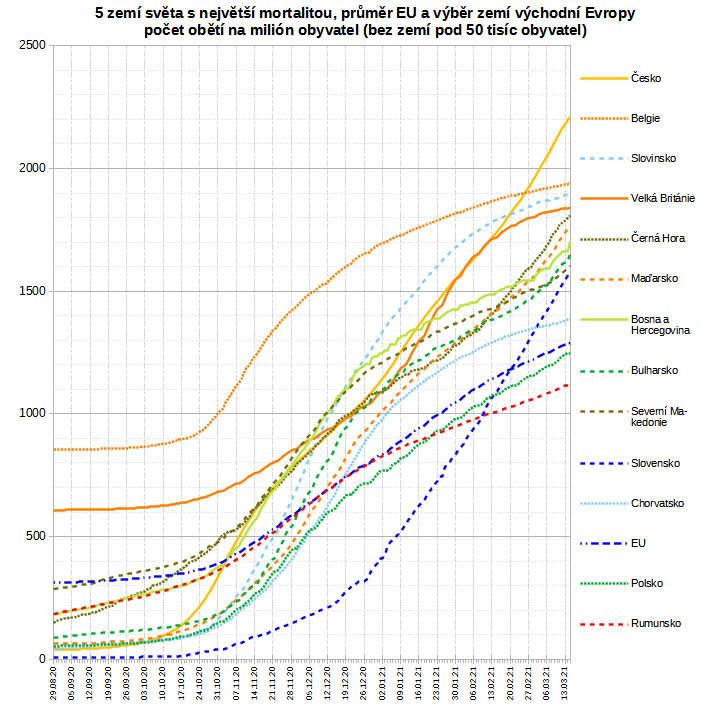 5 zemí světa s největší mortalitou, průměr EU a výběr zemí východní Evropy
počet obětí na milión obyvatel (bez zemí pod 50 tisíc obyvatel)
2500
2000
1500
1000
500
0
Česko
Belgie
Slovinsko
Velká Británie
Černá Hora
Maďarsko
Bosna a
Hercegovina
Bulharsko
Severní Ma-
kedonie
Slovensko
Chorvatsko
EU
Polsko
Rumunsko
29.08.20
05.09.20
12.09.20
19.09.20
26.09.20
03.10.20
10.10.20
17.10.20
24.10.20
31.10.20
07.11.20
14.11.20
21.11.20
28.11.20
05.12.20
12.12.20
19.12.20
26.12.20
02.01.21
09.01.21
16.01.21
23.01.21
30.01.21
06.02.21
13.02.21
20.02.21
27.02.21
06.03.21
13.03.21